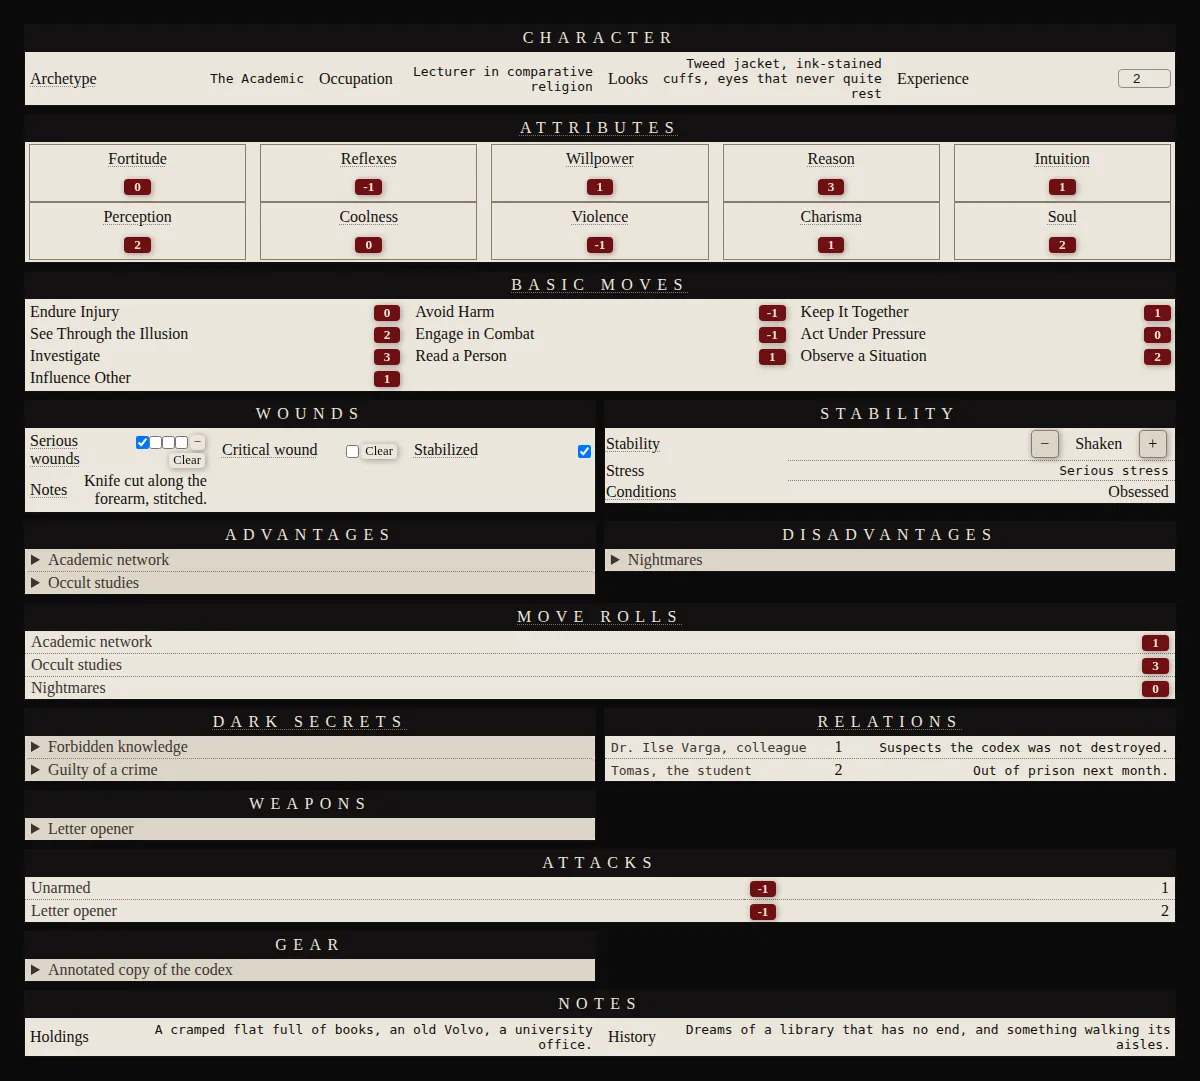 CHARACTER
Archetype The Academic Occupation Lecturer in comparative religion Looks Tweed jacket, ink-stained cuffs, eyes that never quite rest Experience 2
ATTRIBUTES
Fortitude Reflexes Willpower Reason Intuition
0 -1 1 3 1
Perception Coolness Violence Charisma Soul
2 0 -1 1 2
BASIC MOVES
Endure Injury 0 Avoid Harm -1 Keep It Together 1
See Through the Illusion 2 Engage in Combat -1 Act Under Pressure 0
Investigate 3 Read a Person 1 Observe a Situation 2
Influence Other 1
WOUNDS
Serious wounds − Clear Critical wound Clear Stabilized
Notes Knife cut along the forearm, stitched.
STABILITY
Stability − Shaken +
Stress Serious stress
Conditions Obsessed
ADVANTAGES
Academic network
Occult studies
DISADVANTAGES
Nightmares
MOVE ROLLS
Academic network 1
Occult studies 3
Nightmares 0
DARK SECRETS
Forbidden knowledge
Guilty of a crime
RELATIONS
Dr. Ilse Varga, colleague 1 Suspects the codex was not destroyed.
Tomas, the student 2 Out of prison next month.
WEAPONS
Letter opener
ATTACKS
Unarmed -1 1
Letter opener -1 2
GEAR
Annotated copy of the codex
NOTES
Holdings A cramped flat full of books, an old Volvo, a university office. History Dreams of a library that has no end, and something walking its aisles.